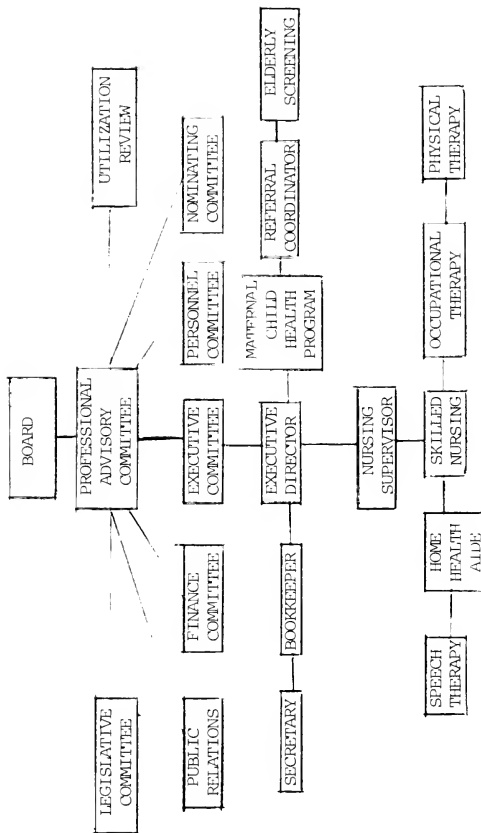 BOARD
PROFESSIONAL
ADVISORY
COMMITTEE
UTILIZATION
REVIEW
LEGISLATIVE
COMMITTEE
PUBLIC
RELATIONS
FINANCE
COMMITTEE
EXECUTIVE
COMMITTEE
PERSONNEL
COMMITTEE
NOMINATING
COMMITTEE
SECRETARY
BOOKKEEPER
EXECUTIVE
DIRECTOR
MATERNAL
CHILD
HEALTH
PROGRAM
REFERRAL
COORDINATOR
ELDERLY
SCREENING
NURSING
SUPERVISOR
SPEECH
THERAPY
HOME
HEALTH
AIDE
SKILLED
NURSING
OCCUPATIONAL
THERAPY
PHYSICAL
THERAPY